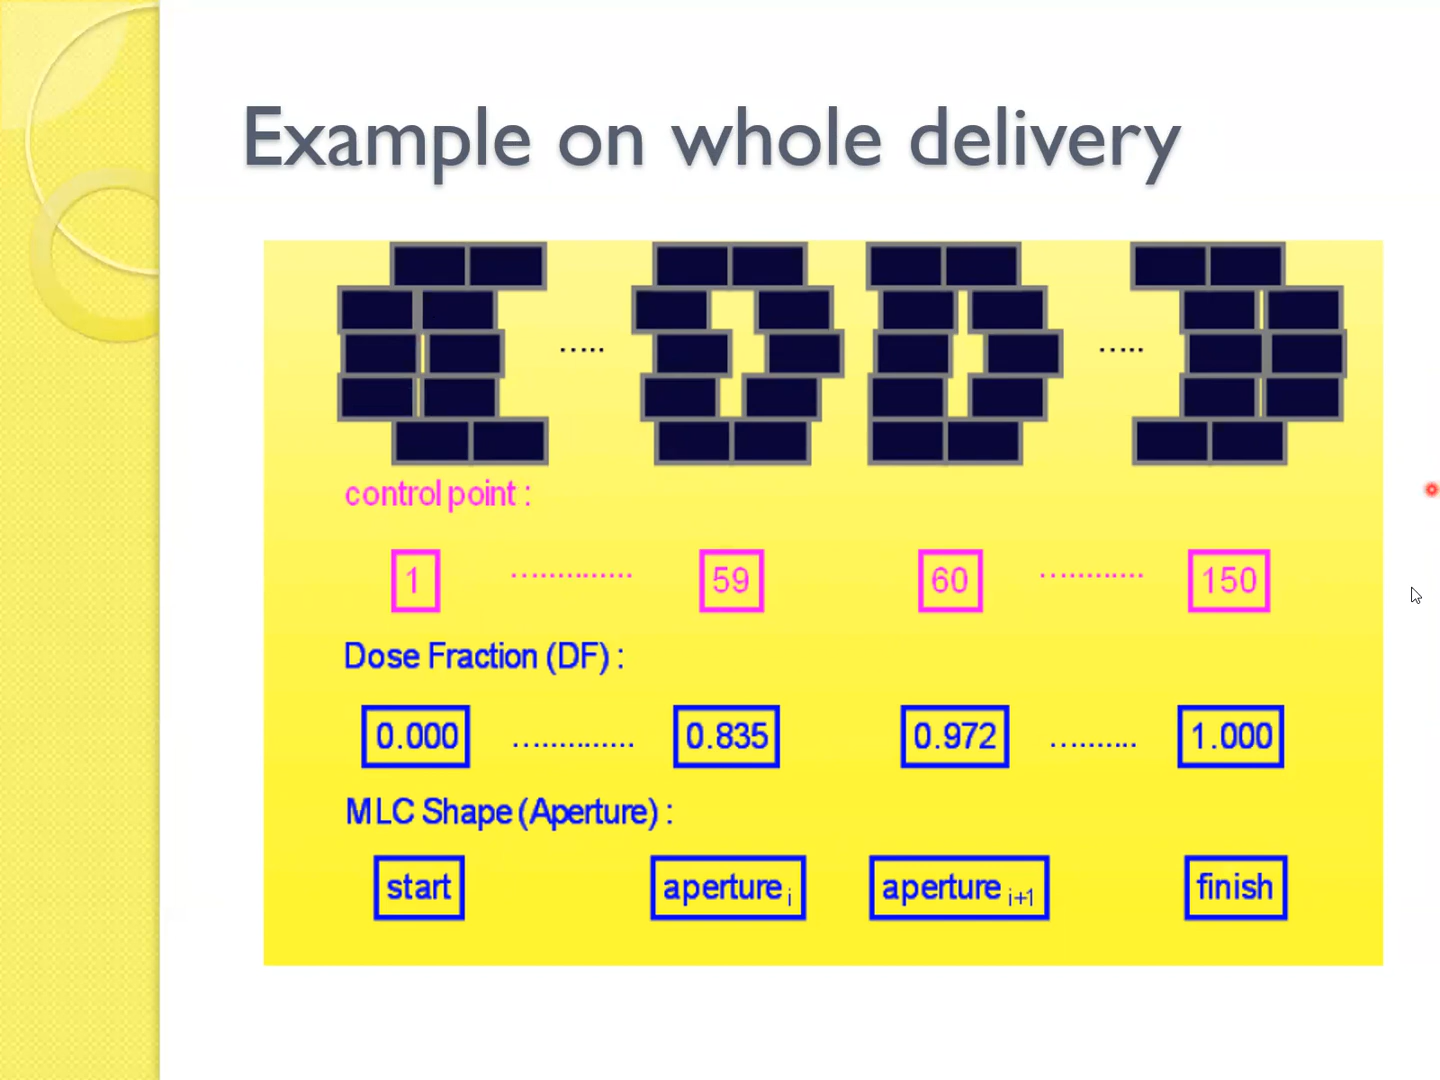 Example on whole delivery
..... .....
control point :
1 ............. 59 60 ........... 150
Dose Fraction (DF) :
0.000 ............. 0.835 0.972 ......... 1.000
MLC Shape (Aperture) :
start aperture i aperture i+1 finish